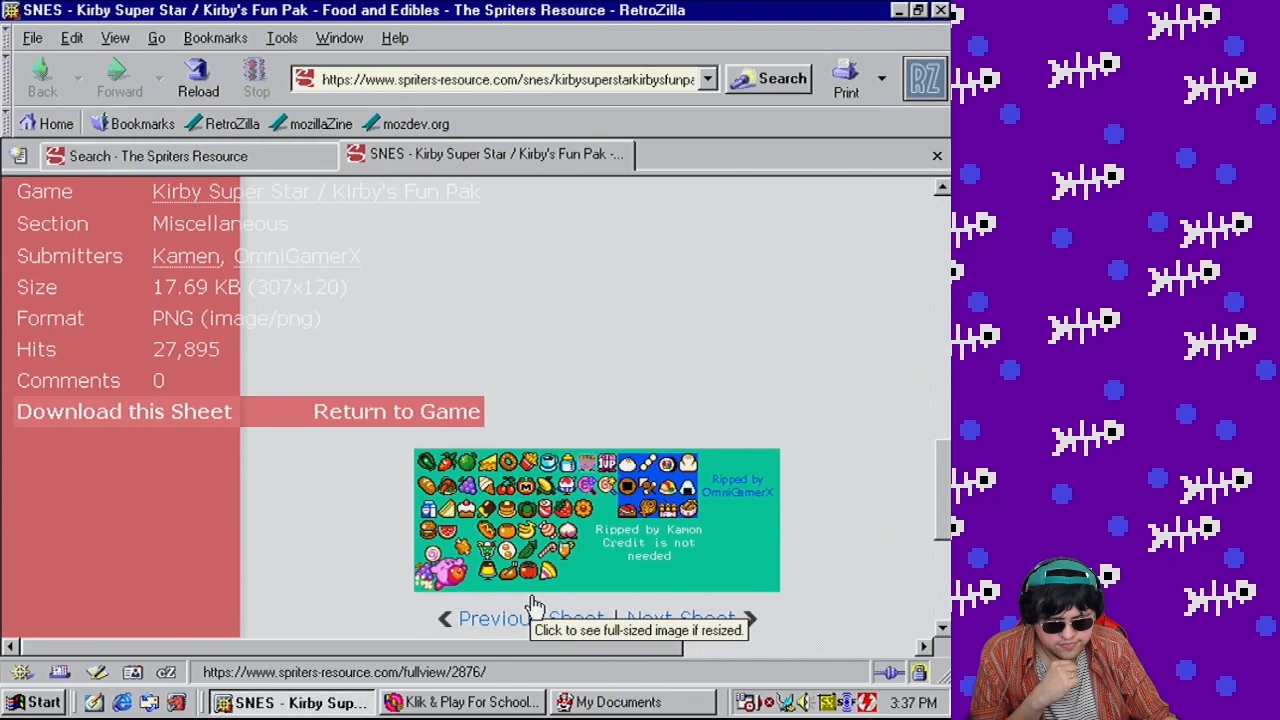 SNES - Kirby Super Star / Kirby's Fun Pak - Food and Edibles - The Spriters Resource - RetroZilla
File Edit View Go Bookmarks Tools Window Help
https://www.spriters-resource.com/snes/kirbysuperstarkirbysfunpa
Search
Back Forward Reload Stop Print
RZ
Home Bookmarks RetroZilla mozillaZine mozdev.org
Search - The Spriters Resource
SNES - Kirby Super Star / Kirby's Fun Pak -...
Game Kirby Super Star / Kirby's Fun Pak
Section Miscellaneous
Submitters Kamen, OmniGamerX
Size 17.69 KB (307x120)
Format PNG (image/png)
Hits 27,895
Comments 0
Download this Sheet Return to Game
1UP
Ripped by
OmniGamerX
Ripped by Kamon
Credit is not
needed
Previous Sheet | Next Sheet
Click to see full-sized image if resized.
https://www.spriters-resource.com/fullview/2876/
Start
SNES - Kirby Sup...
Klik & Play For School...
My Documents
3:37 PM